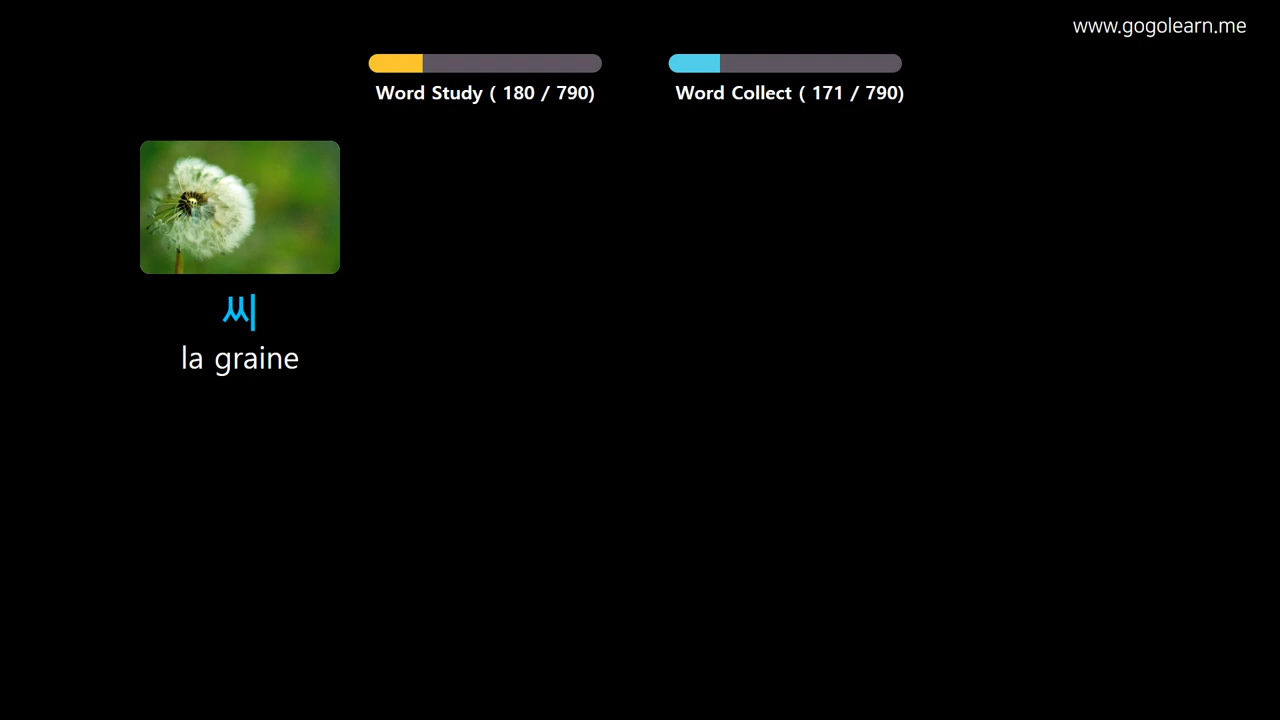 www.gogolearn.me
Word Study ( 180 / 790)
Word Collect ( 171 / 790)
씨
la graine